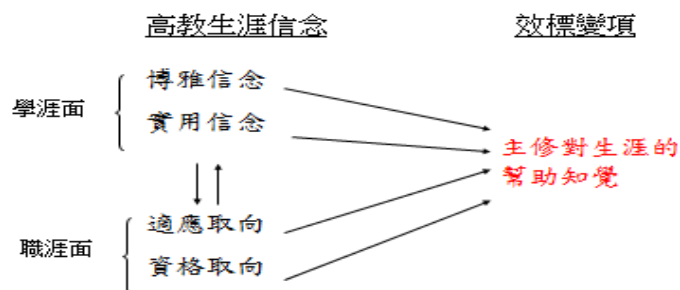 高教生涯信念
效標變項
學涯面
博雅信念
實用信念
主修對生涯的
幫助知覺
職涯面
適應取向
資格取向